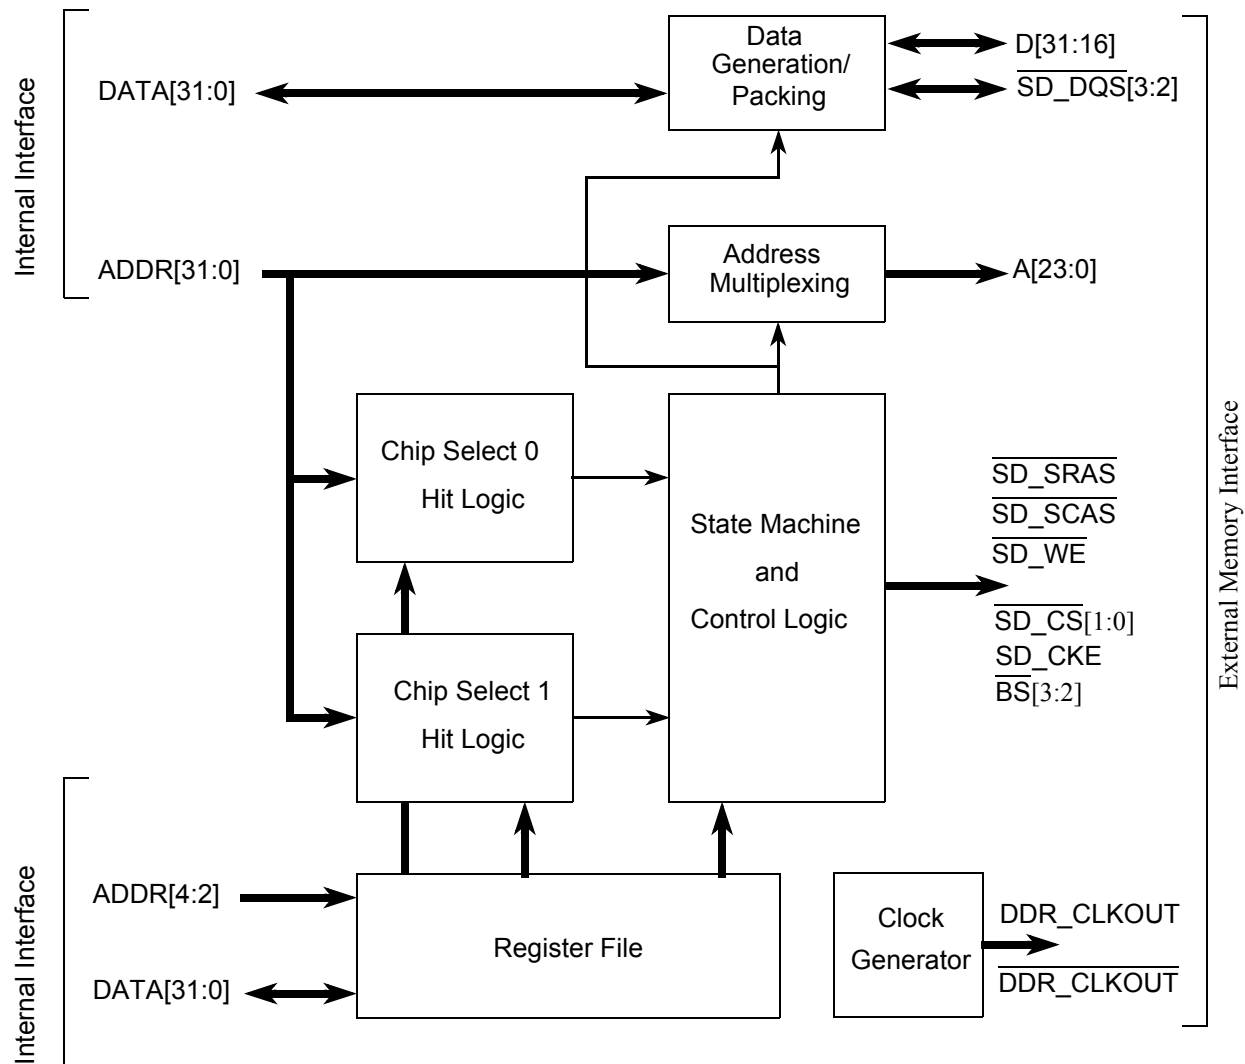 Internal Interface
DATA[31:0]
Data
Generation/
Packing
D[31:16]
SD_DQS[3:2]
ADDR[31:0]
Address
Multiplexing
A[23:0]
Chip Select 0
Hit Logic
State Machine
and
Control Logic
SD_SRAS
SD_SCAS
SD_WE
SD_CS[1:0]
SD_CKE
BS[3:2]
External Memory Interface
Chip Select 1
Hit Logic
Internal Interface
ADDR[4:2]
DATA[31:0]
Register File
Clock
Generator
DDR_CLKOUT
DDR_CLKOUT